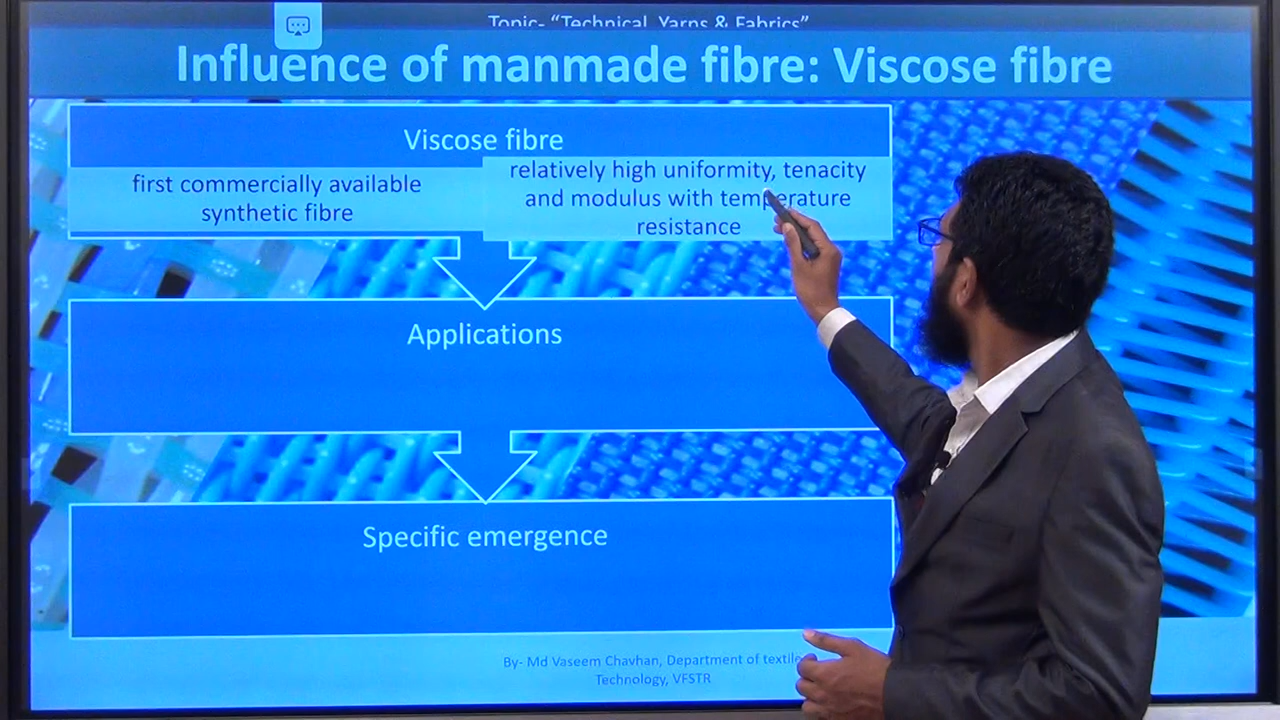 Topic- “Technical Yarns & Fabrics”
Influence of manmade fibre: Viscose fibre
Viscose fibre
first commercially available
synthetic fibre
relatively high uniformity, tenacity
and modulus with temperature
resistance
Applications
Specific emergence
By- Md Vaseem Chavhan, Department of textile
Technology, VFSTR